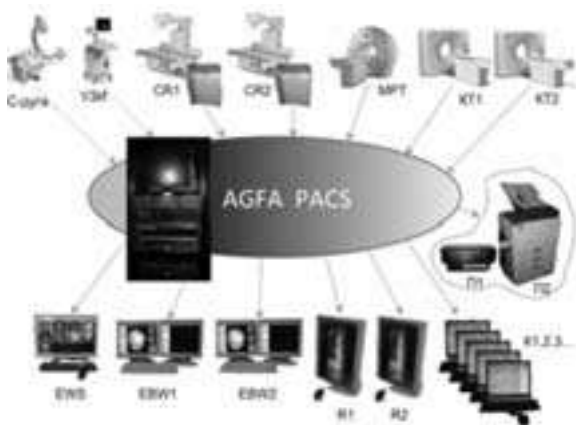 С-дуга
УЗИ
CR1
CR2
МРТ
КТ1
КТ2
AGFA PACS
П1
П2
EWS
EBW1
EBW2
R1
R2
K1,2,3...